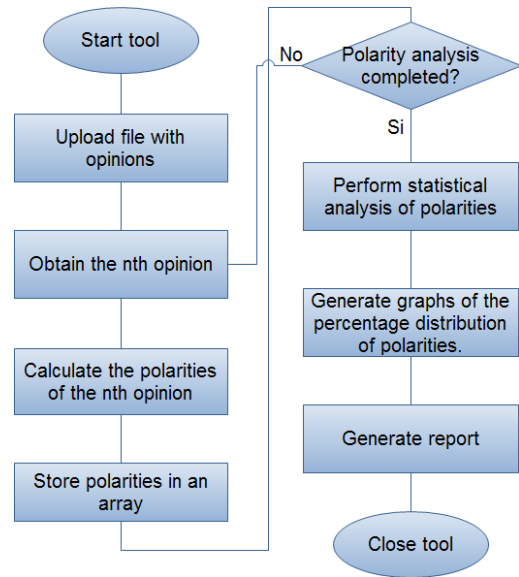 Start tool
Upload file with
opinions
Obtain the nth opinion
Calculate the polarities
of the nth opinion
Store polarities in an
array
No
Polarity analysis
completed?
Si
Perform statistical
analysis of polarities
Generate graphs of the
percentage distribution
of polarities.
Generate report
Close tool